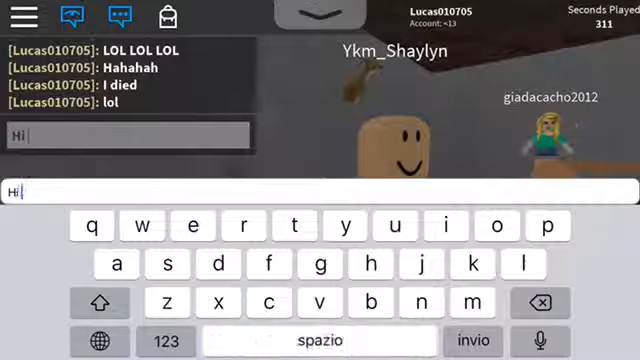 Lucas010705
Account: <13
Seconds Played
311
[Lucas010705]: LOL LOL LOL
[Lucas010705]: Hahahah
[Lucas010705]: I died
[Lucas010705]: lol
Hi
Ykm_Shaylyn
giadacacho2012
Hi
q w e r t y u i o p
a s d f g h j k l
z x c v b n m
123 spazio invio